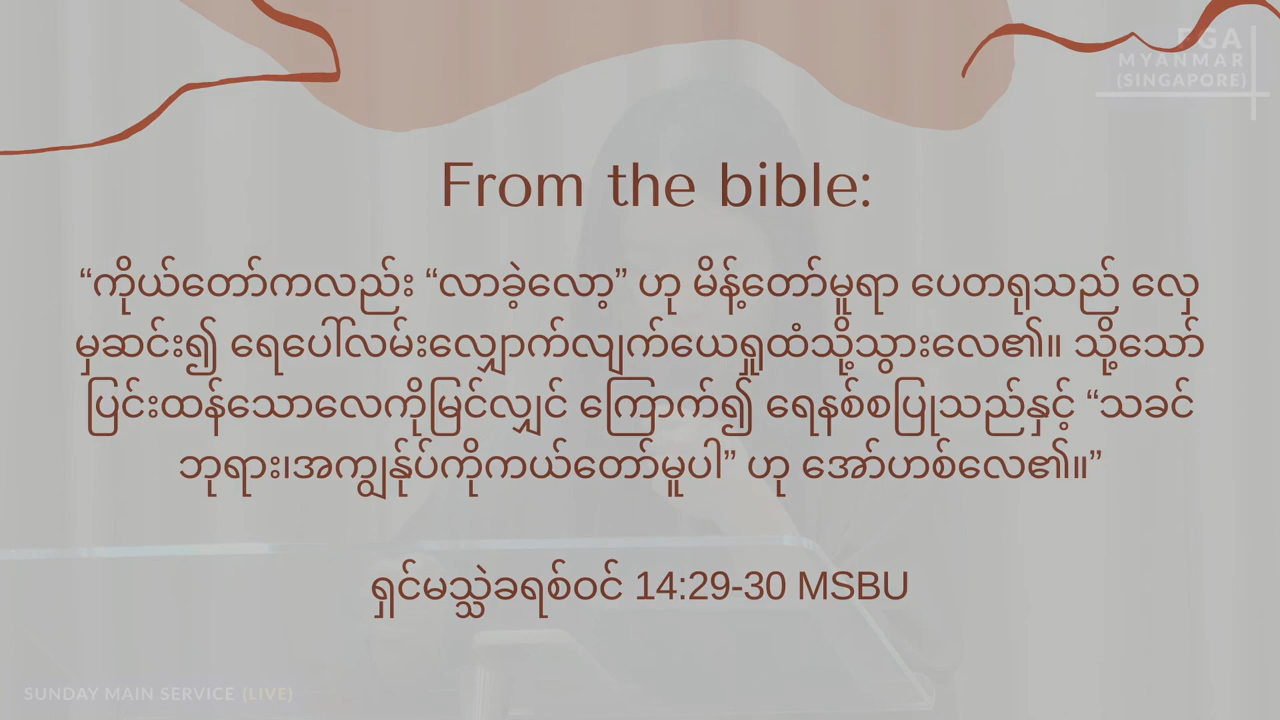 FGA
MYANMAR
(SINGAPORE)
From the bible:
“ကိုယ်တော်ကလည်း “လာခဲ့လော့” ဟု မိန့်တော်မူရာ ပေတရုသည် လှေ
မှဆင်း၍ ရေပေါ်လမ်းလျှောက်လျက်ယေရှုထံသို့သွားလေ၏။ သို့သော်
ပြင်းထန်သောလေကိုမြင်လျှင် ကြောက်၍ ရေနစ်စပြုသည်နှင့် “သခင်
ဘုရား၊အကျွန်ုပ်ကိုကယ်တော်မူပါ” ဟု အော်ဟစ်လေ၏။”
ရှင်မဿဲခရစ်ဝင် 14:29-30 MSBU
SUNDAY MAIN SERVICE (LIVE)